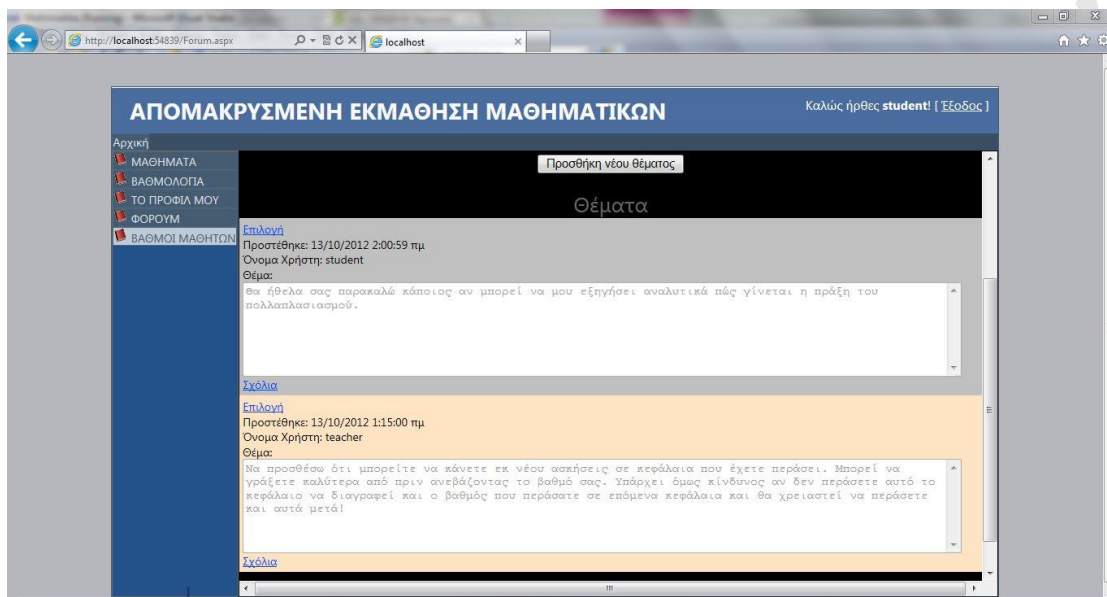 http://localhost:54839/Forum.aspx
localhost
ΑΠΟΜΑΚΡΥΣΜΕΝΗ ΕΚΜΑΘΗΣΗ ΜΑΘΗΜΑΤΙΚΩΝ
Καλώς ήρθες student! [ Έξοδος ]
Αρχική
ΜΑΘΗΜΑΤΑ
ΒΑΘΜΟΛΟΓΙΑ
ΤΟ ΠΡΟΦΙΛ ΜΟΥ
ΦΟΡΟΥΜ
ΒΑΘΜΟΙ ΜΑΘΗΤΩΝ
Προσθήκη νέου θέματος
Θέματα
Επιλογή
Προστέθηκε: 13/10/2012 2:00:59 πμ
Όνομα Χρήστη: student
Θέμα:
Θα ήθελα σας παρακαλώ κάποιος αν μπορεί να μου εξηγήσει αναλυτικά πώς γίνεται η πράξη του
πολλαπλασιασμού.
Σχόλια
Επιλογή
Προστέθηκε: 13/10/2012 1:15:00 πμ
Όνομα Χρήστη: teacher
Θέμα:
Να προσθέσω ότι μπορείτε να κάνετε εκ νέου ασκήσεις σε κεφάλαια που έχετε περάσει. Μπορεί να
γράξετε καλύτερα από πριν ανεβάζοντας το βαθμό σας. Υπάρχει όμως κίνδυνος αν δεν περάσετε αυτό το
κεφάλαιο να διαγραφεί και ο βαθμός που περάσατε σε επόμενα κεφάλαια και θα χρειαστεί να περάσετε
και αυτά μετά!
Σχόλια